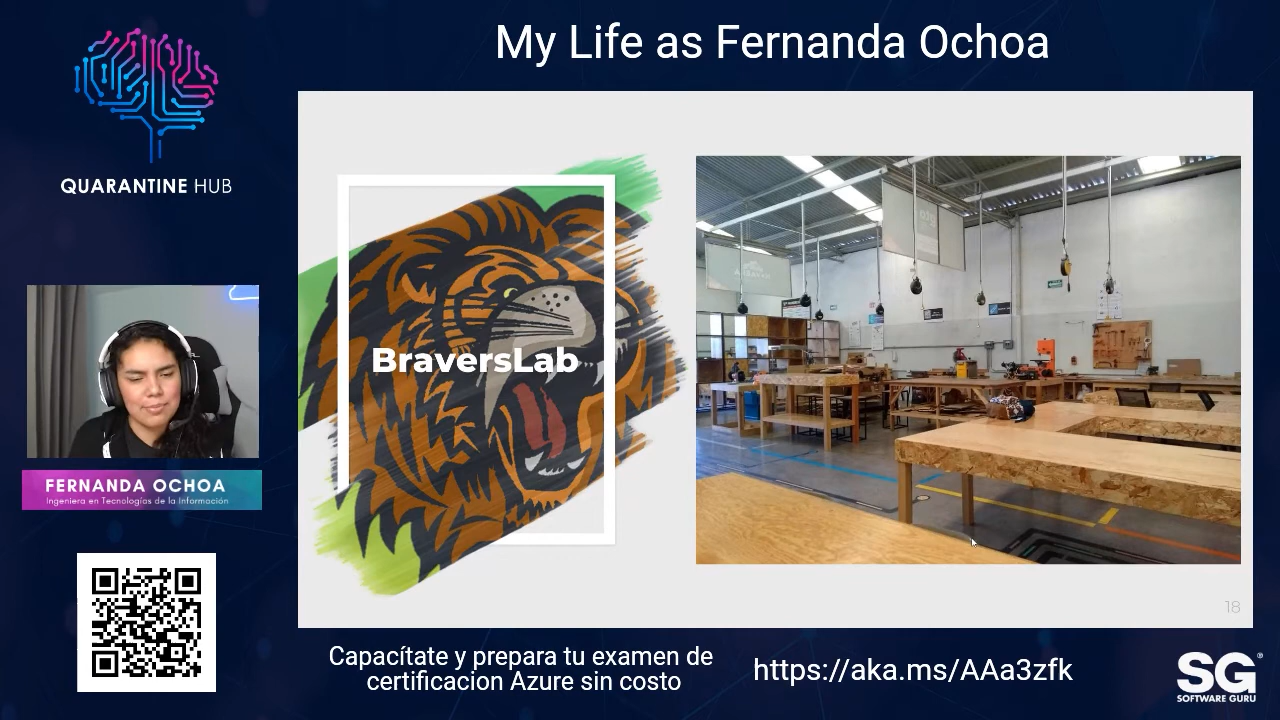 My Life as Fernanda Ochoa
QUARANTINE HUB
BraversLab
FERNANDA OCHOA
Ingeniera en Tecnologías de la Información
18
Capacítate y prepara tu examen de
certificacion Azure sin costo
https://aka.ms/AAa3zfk
SG®
SOFTWARE GURU